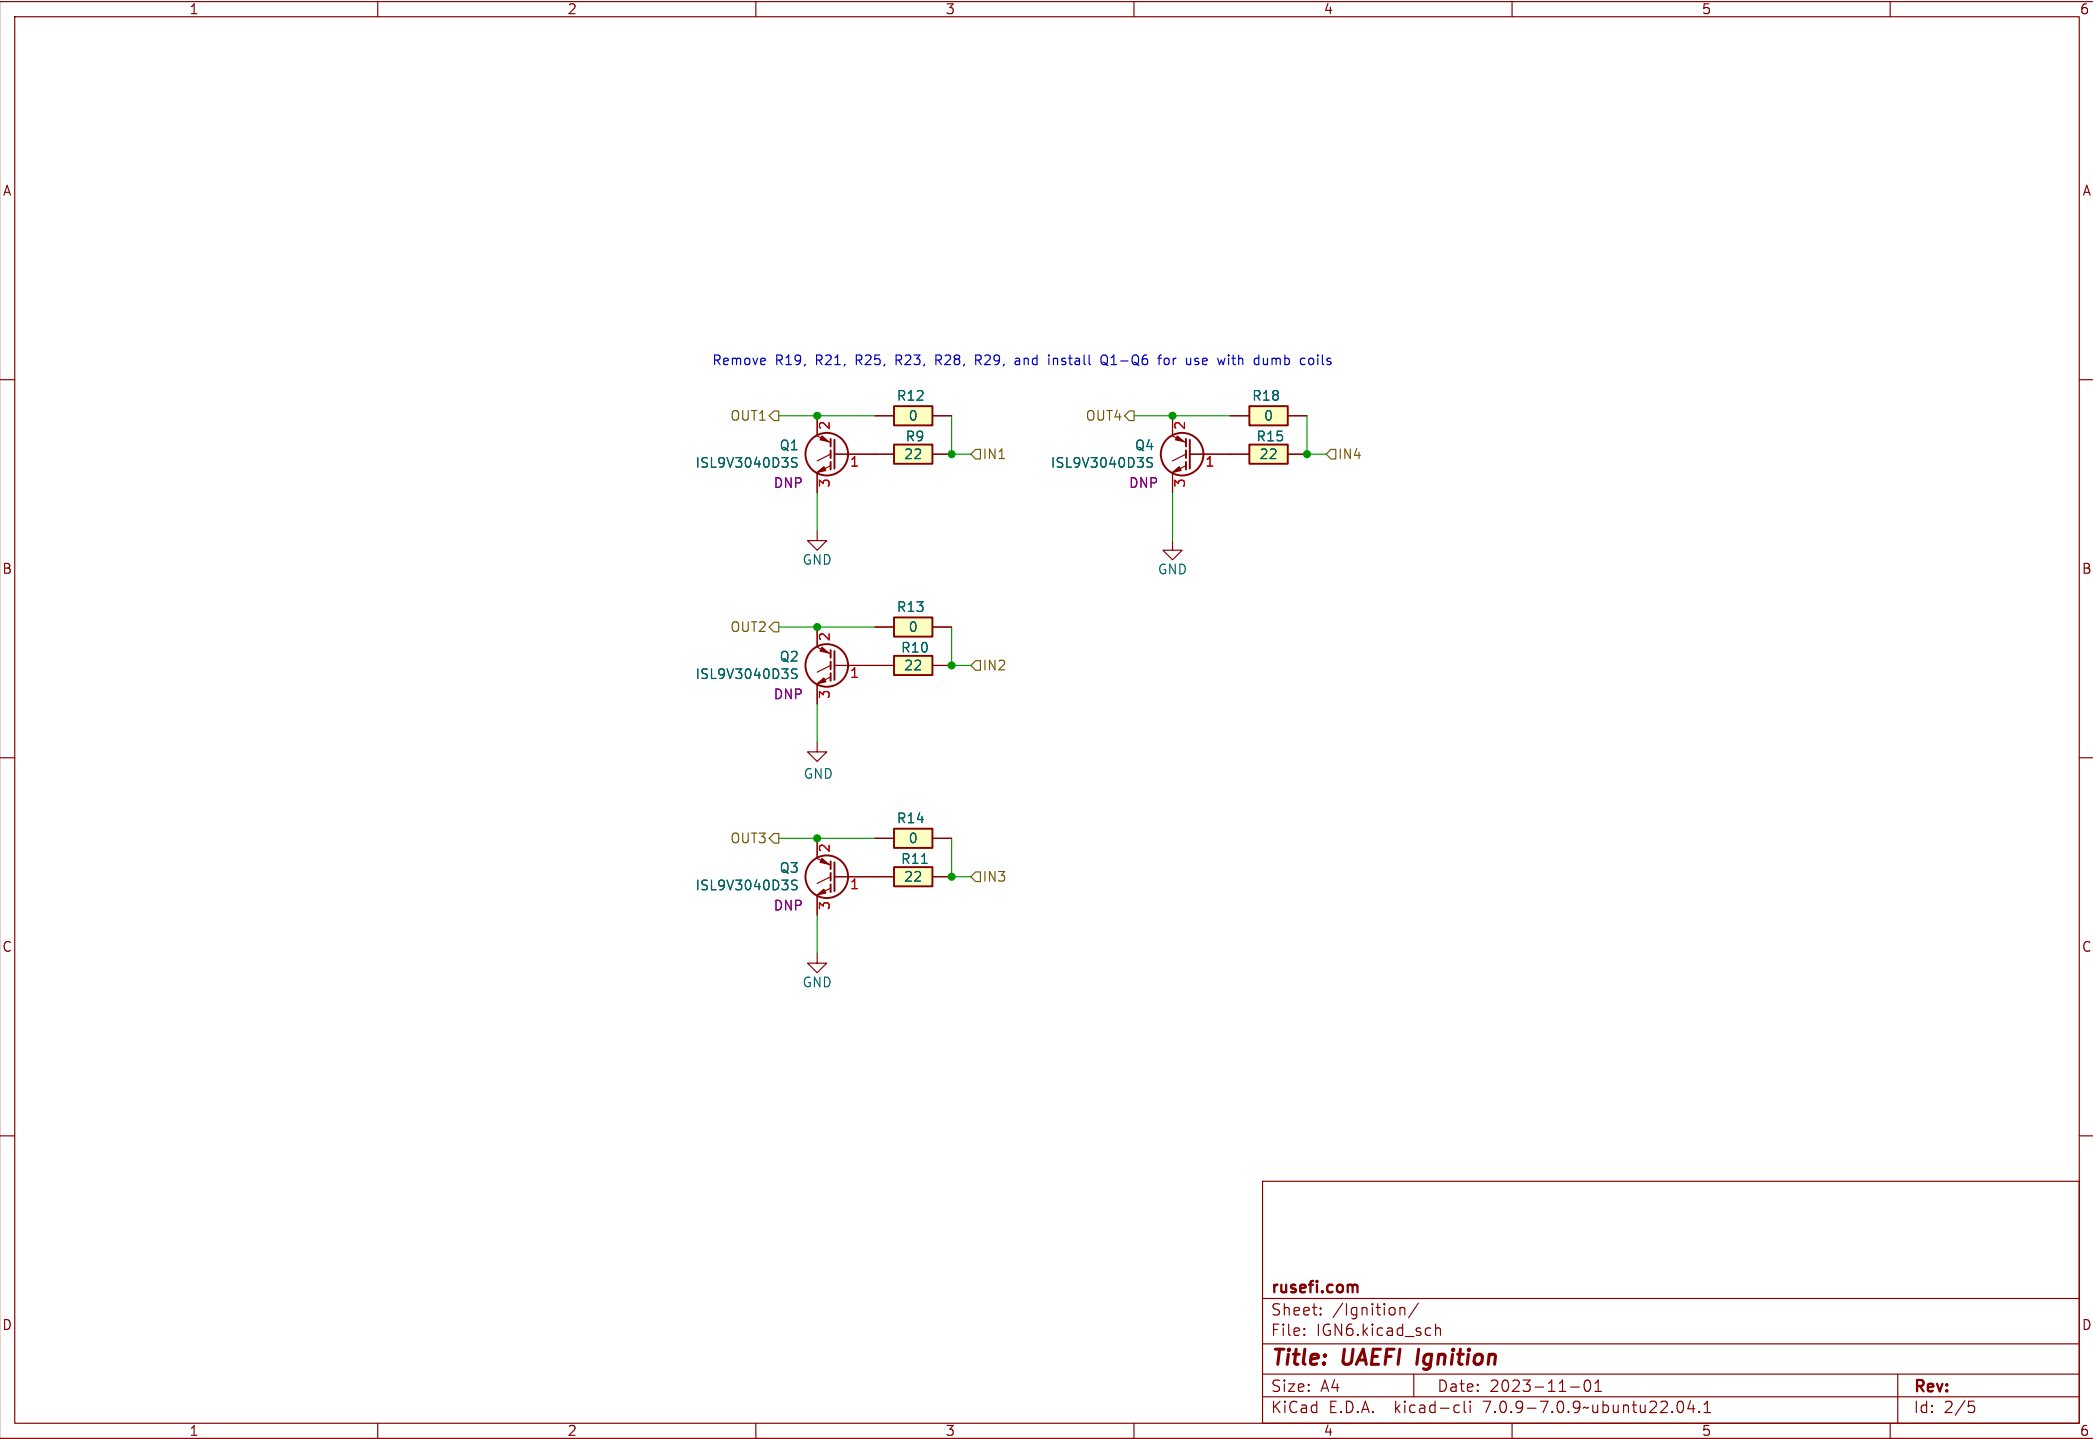 1 2 3 4 5 6
A A
Remove R19, R21, R25, R23, R28, R29, and install Q1-Q6 for use with dumb coils
R12
OUT1 0
2
R9
Q1
22 IN1
ISL9V3040D3S 1
DNP 3
GND
R18
OUT4 0
2
R15
Q4
22 IN4
ISL9V3040D3S 1
DNP 3
GND
B B
R13
OUT2 0
2
R10
Q2
22 IN2
ISL9V3040D3S 1
DNP 3
GND
R14
OUT3 0
2
R11
Q3
22 IN3
ISL9V3040D3S 1
DNP 3
GND
C C
rusefi.com
Sheet: /Ignition/
File: IGN6.kicad_sch
D D
Title: UAEFI Ignition
Size: A4 Date: 2023-11-01 Rev:
KiCad E.D.A. kicad-cli 7.0.9-7.0.9~ubuntu22.04.1 Id: 2/5
1 2 3 4 5 6